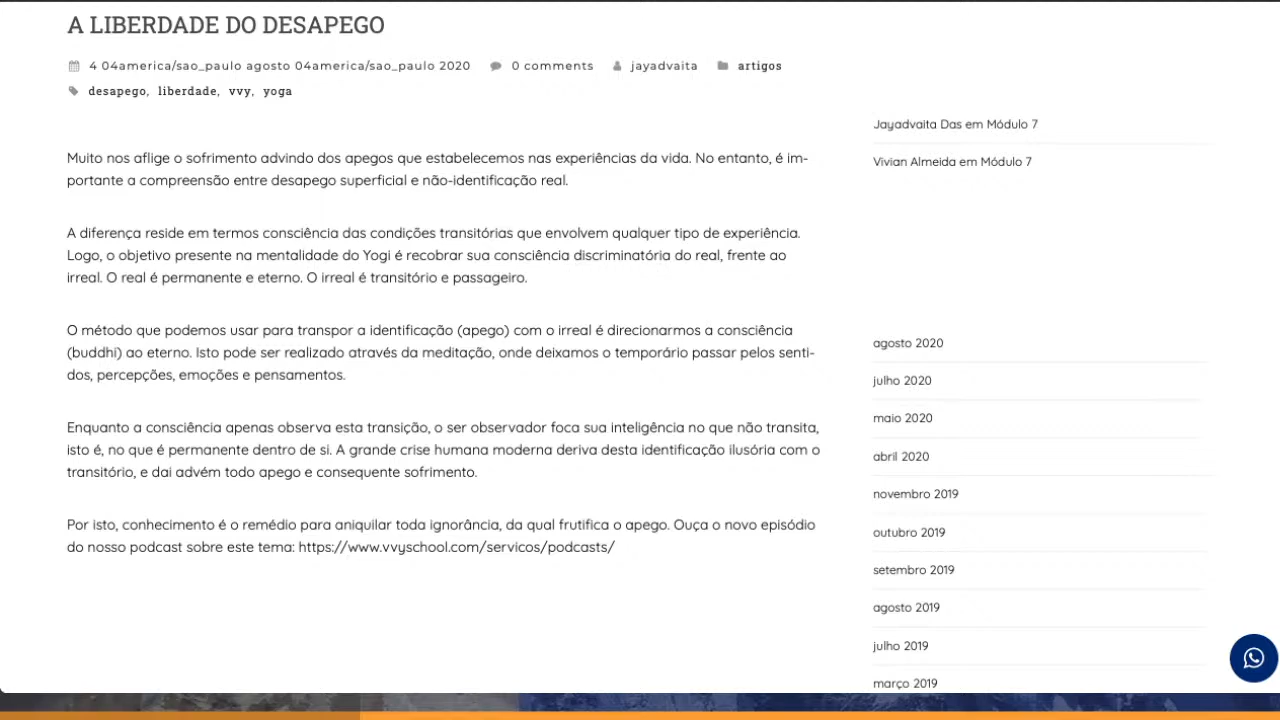 A LIBERDADE DO DESAPEGO
4 04america/sao_paulo agosto 04america/sao_paulo 2020 0 comments jayadvaita artigos
desapego, liberdade, vvy, yoga
Muito nos aflige o sofrimento advindo dos apegos que estabelecemos nas experiências da vida. No entanto, é im-
portante a compreensão entre desapego superficial e não-identificação real.
A diferença reside em termos consciência das condições transitórias que envolvem qualquer tipo de experiência.
Logo, o objetivo presente na mentalidade do Yogi é recobrar sua consciência discriminatória do real, frente ao
irreal. O real é permanente e eterno. O irreal é transitório e passageiro.
O método que podemos usar para transpor a identificação (apego) com o irreal é direcionarmos a consciência
(buddhi) ao eterno. Isto pode ser realizado através da meditação, onde deixamos o temporário passar pelos senti-
dos, percepções, emoções e pensamentos.
Enquanto a consciência apenas observa esta transição, o ser observador foca sua inteligência no que não transita,
isto é, no que é permanente dentro de si. A grande crise humana moderna deriva desta identificação ilusória com o
transitório, e dai advém todo apego e consequente sofrimento.
Por isto, conhecimento é o remédio para aniquilar toda ignorância, da qual frutifica o apego. Ouça o novo episódio
do nosso podcast sobre este tema: https://www.vvyschool.com/servicos/podcasts/
Jayadvaita Das em Módulo 7
Vivian Almeida em Módulo 7
agosto 2020
julho 2020
maio 2020
abril 2020
novembro 2019
outubro 2019
setembro 2019
agosto 2019
julho 2019
março 2019